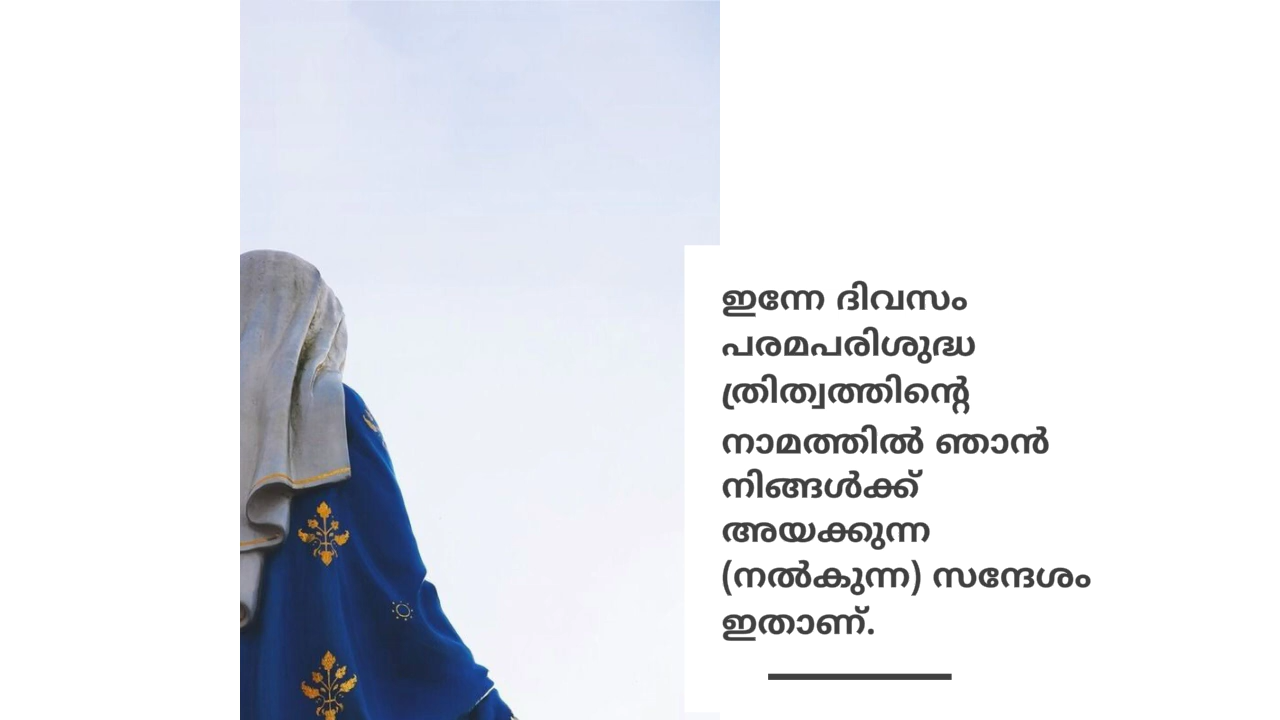 ഇന്നേ ദിവസം
പരമപരിശുദ്ധ
ത്രിത്വത്തിന്റെ
നാമത്തിൽ ഞാൻ
നിങ്ങൾക്ക്
അയക്കുന്ന
(നൽകുന്ന) സന്ദേശം
ഇതാണ്.